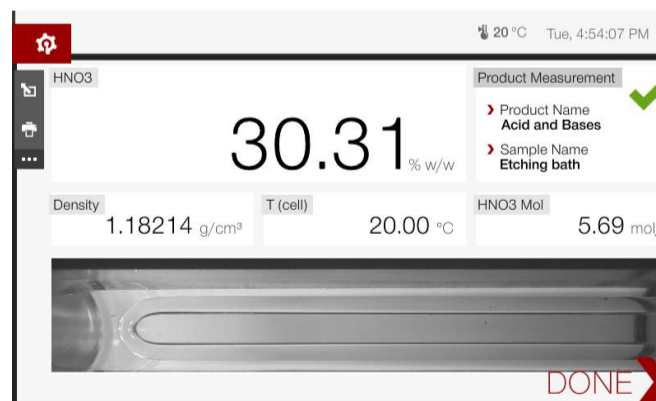 20 °C Tue, 4:54:07 PM
HNO3
30.31 % w/w
Product Measurement
Product Name
Acid and Bases
Sample Name
Etching bath
Density
1.18214 g/cm³
T (cell)
20.00 °C
HNO3 Mol
5.69 mol
DONE